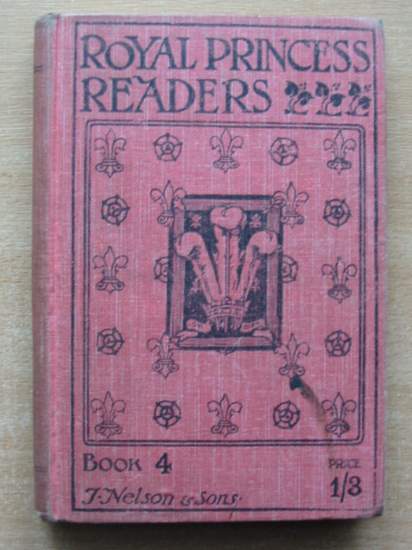 ROYAL PRINCESS
READERS
BOOK 4
PRICE
T. Nelson & Sons.
1/3